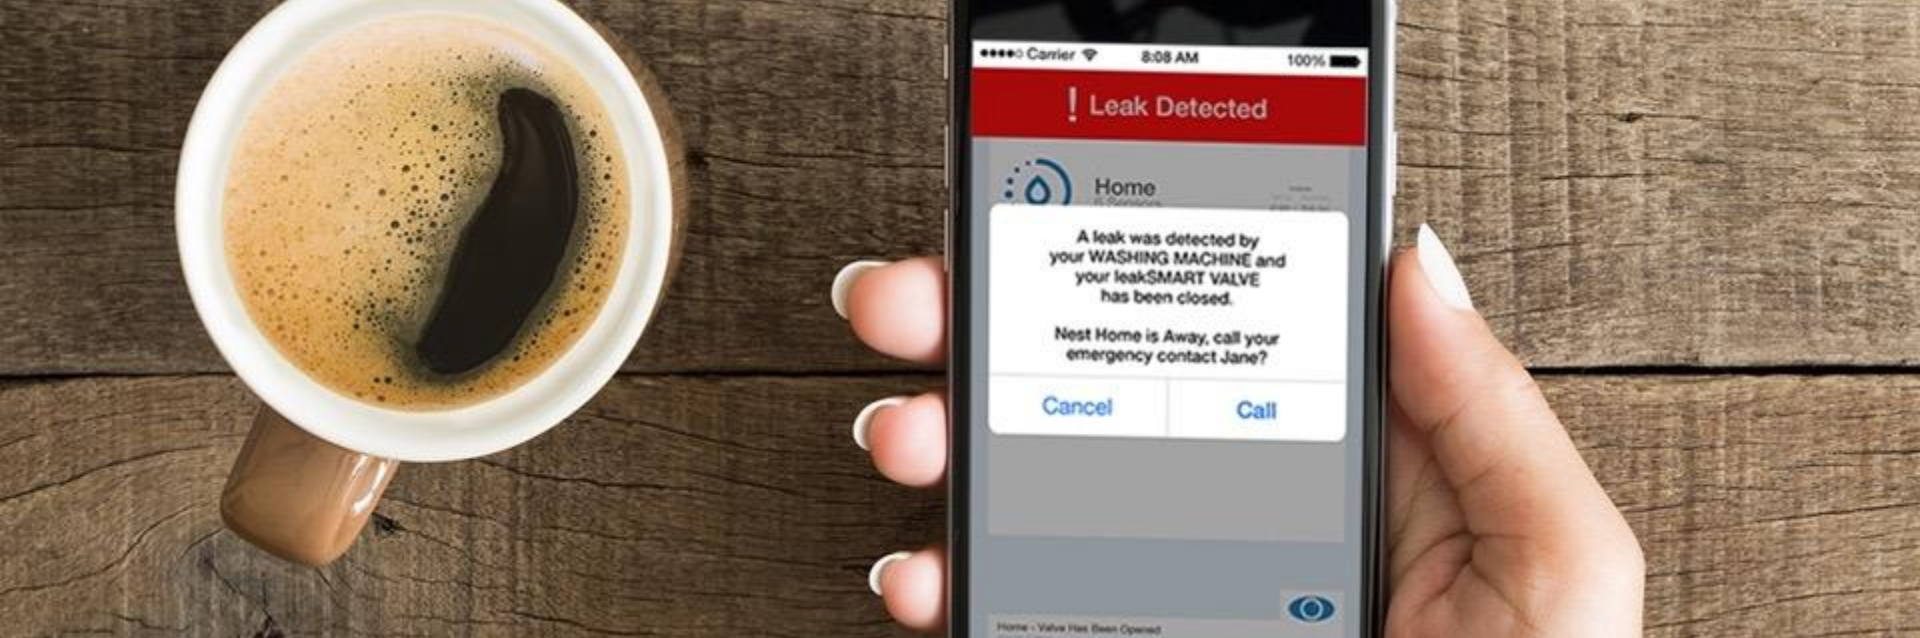 Carrier 8:08 AM 100%
! Leak Detected
Home
6 Sensors
A leak was detected by
your WASHING MACHINE and
your leakSMART VALVE
has been closed.
Nest Home is Away, call your
emergency contact Jane?
Cancel Call
Home - Valve Has Been Opened